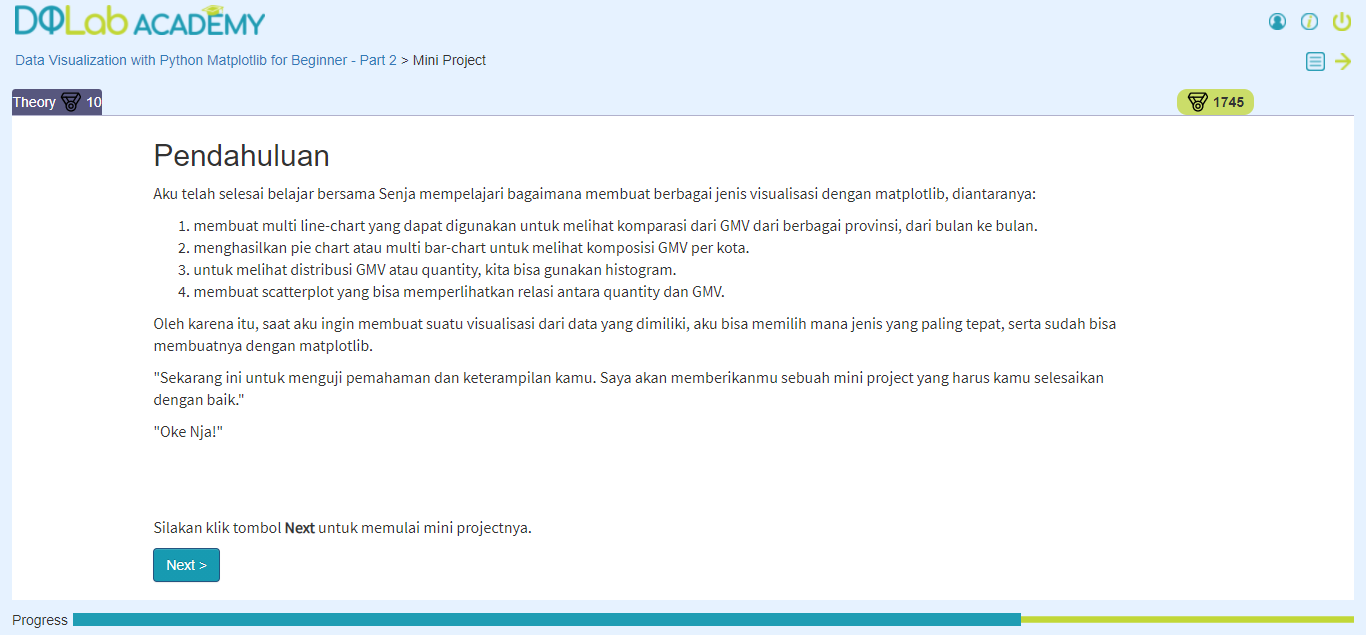 DQLab ACADEMY
Data Visualization with Python Matplotlib for Beginner - Part 2 > Mini Project
Theory 10
1745
Pendahuluan
Aku telah selesai belajar bersama Senja mempelajari bagaimana membuat berbagai jenis visualisasi dengan matplotlib, diantaranya:
1. membuat multi line-chart yang dapat digunakan untuk melihat komparasi dari GMV dari berbagai provinsi, dari bulan ke bulan.
2. menghasilkan pie chart atau multi bar-chart untuk melihat komposisi GMV per kota.
3. untuk melihat distribusi GMV atau quantity, kita bisa gunakan histogram.
4. membuat scatterplot yang bisa memperlihatkan relasi antara quantity dan GMV.
Oleh karena itu, saat aku ingin membuat suatu visualisasi dari data yang dimiliki, aku bisa memilih mana jenis yang paling tepat, serta sudah bisa
membuatnya dengan matplotlib.
"Sekarang ini untuk menguji pemahaman dan keterampilan kamu. Saya akan memberikanmu sebuah mini project yang harus kamu selesaikan
dengan baik."
"Oke Nja!"
Silakan klik tombol Next untuk memulai mini projectnya.
Next >
Progress